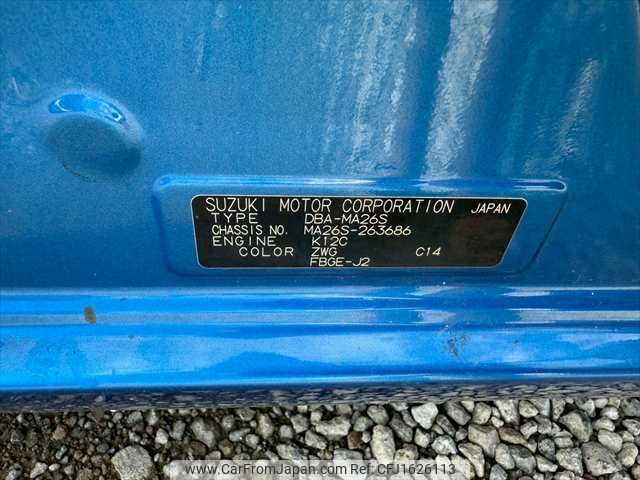 SUZUKI MOTOR CORPORATION JAPAN
TYPE DBA-MA26S
CHASSIS NO. MA26S-263686
ENGINE K12C
COLOR ZWG C14
FBGE-J2
www.CarFromJapan.com CFJ1626113